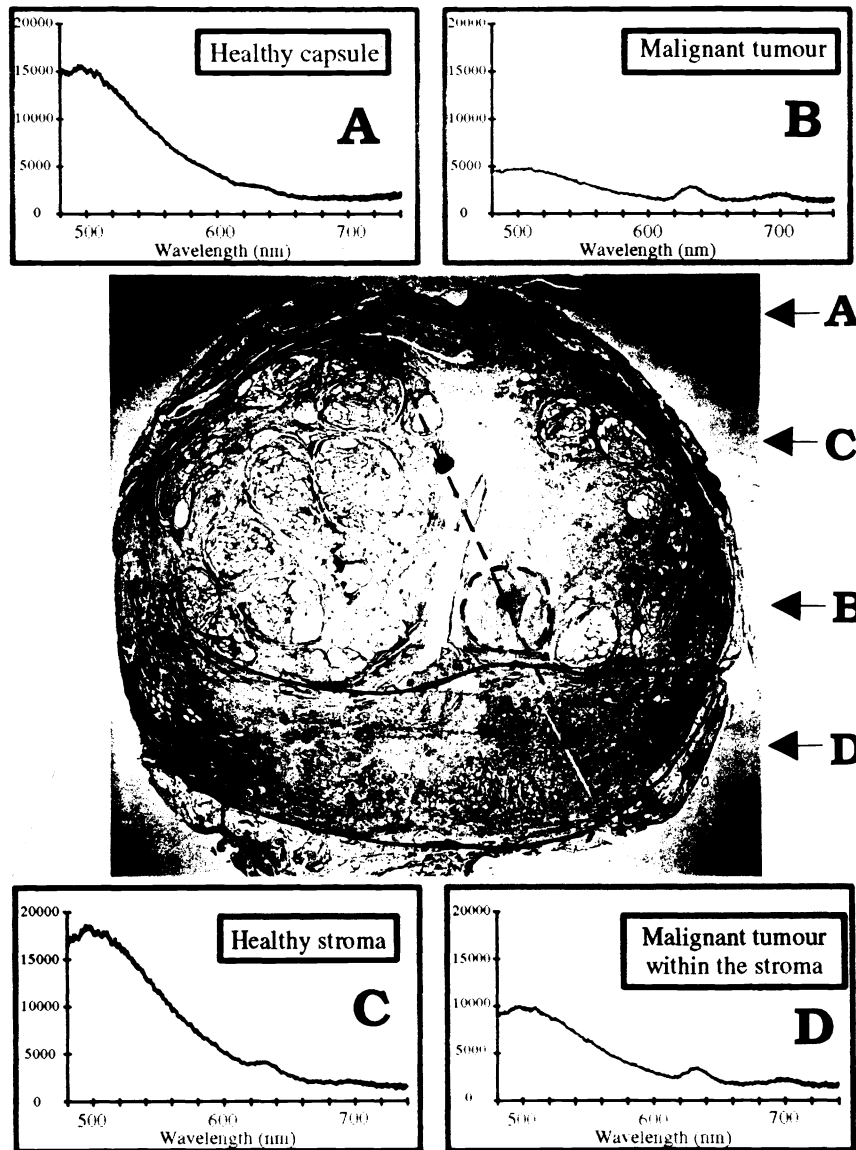 20000
15000
10000
5000
0
Healthy capsule
A
500
600
700
Wavelength (nm)
20000
15000
10000
5000
0
Malignant tumour
B
500
600
700
Wavelength (nm)
A
C
B
D
20000
15000
10000
5000
0
Healthy stroma
C
500
600
700
Wavelength (nm)
20000
15000
10000
5000
0
Malignant tumour
within the stroma
D
500
600
700
Wavelength (nm)